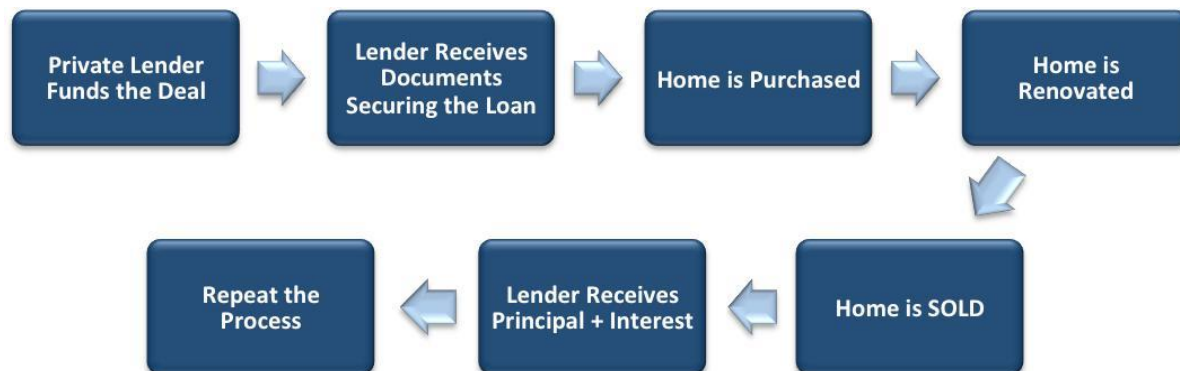 Private Lender
Funds the Deal
Lender Receives
Documents
Securing the Loan
Home is Purchased
Home is
Renovated
Home is SOLD
Lender Receives
Principal + Interest
Repeat the
Process